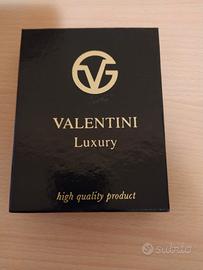 VG
VALENTINI
Luxury
high quality product
subito